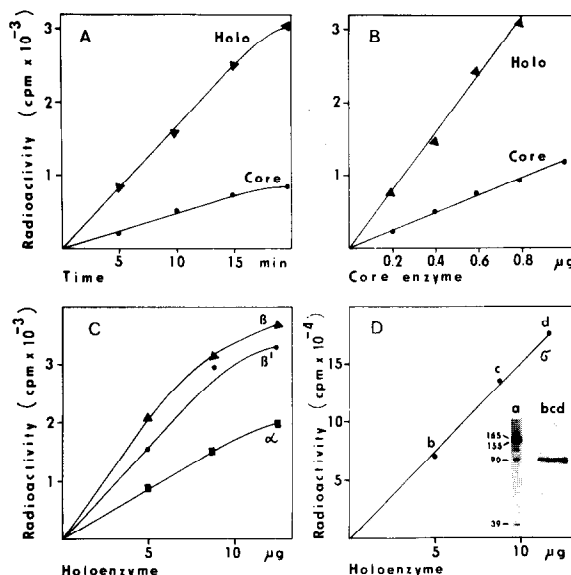 A
Radioactivity (cpm x 10⁻³)
3
2
1
Holo
Core
5
10
15
min
Time
B
3
2
1
Holo
Core
0.2
0.4
0.6
0.8
µg
Core enzyme
C
Radioactivity (cpm x 10⁻³)
3
2
1
β
β'
α
5
10
µg
Holoenzyme
D
Radioactivity (cpm x 10⁻⁴)
15
10
5
b
c
d
σ
a
bcd
165
155
90
39
5
10
µg
Holoenzyme